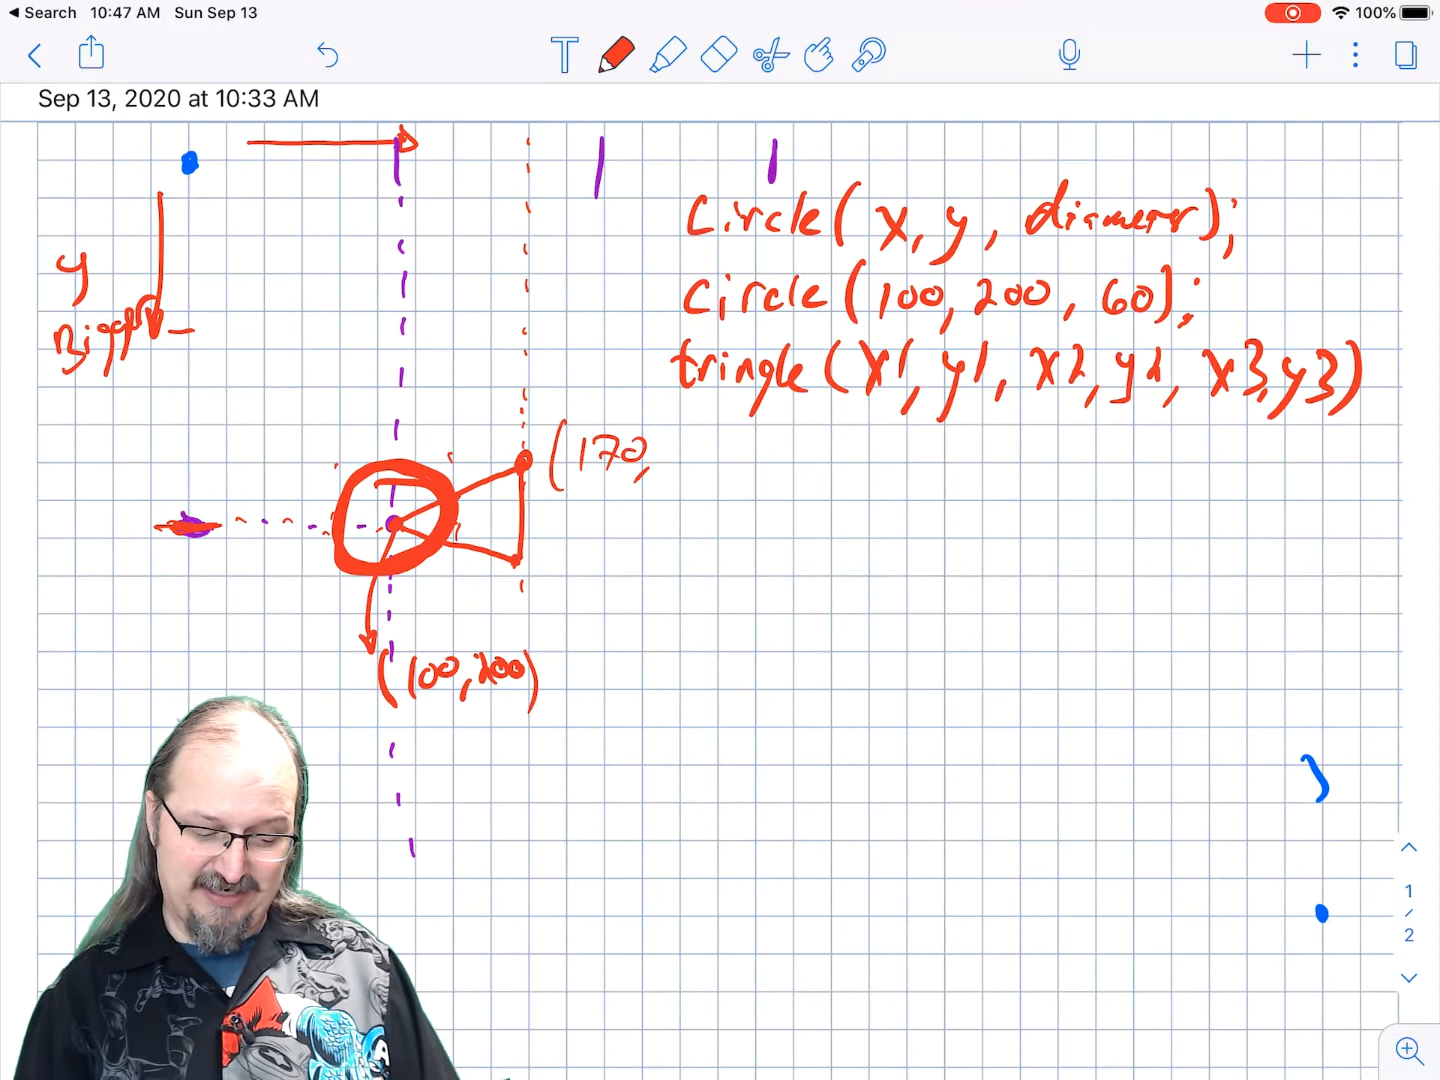 Search 10:47 AM Sun Sep 13 100%
Sep 13, 2020 at 10:33 AM
Circle( x, y, diameter);
y
circle (100, 200, 60);
Bigger
tringle (x1, y1, x2, y2, x3, y3)
(170,
(100, 200)
1
2